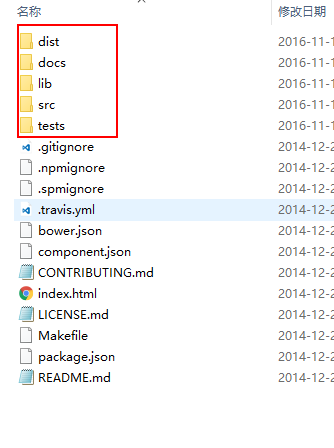 名称 修改日期
dist 2016-11-1
docs 2016-11-1
lib 2016-11-1
src 2016-11-1
tests 2016-11-1
.gitignore 2014-12-2
.npmignore 2014-12-2
.spmignore 2014-12-2
.travis.yml 2014-12-2
bower.json 2014-12-2
component.json 2014-12-2
CONTRIBUTING.md 2014-12-2
index.html 2014-12-2
LICENSE.md 2014-12-2
Makefile 2014-12-2
package.json 2014-12-2
README.md 2014-12-2